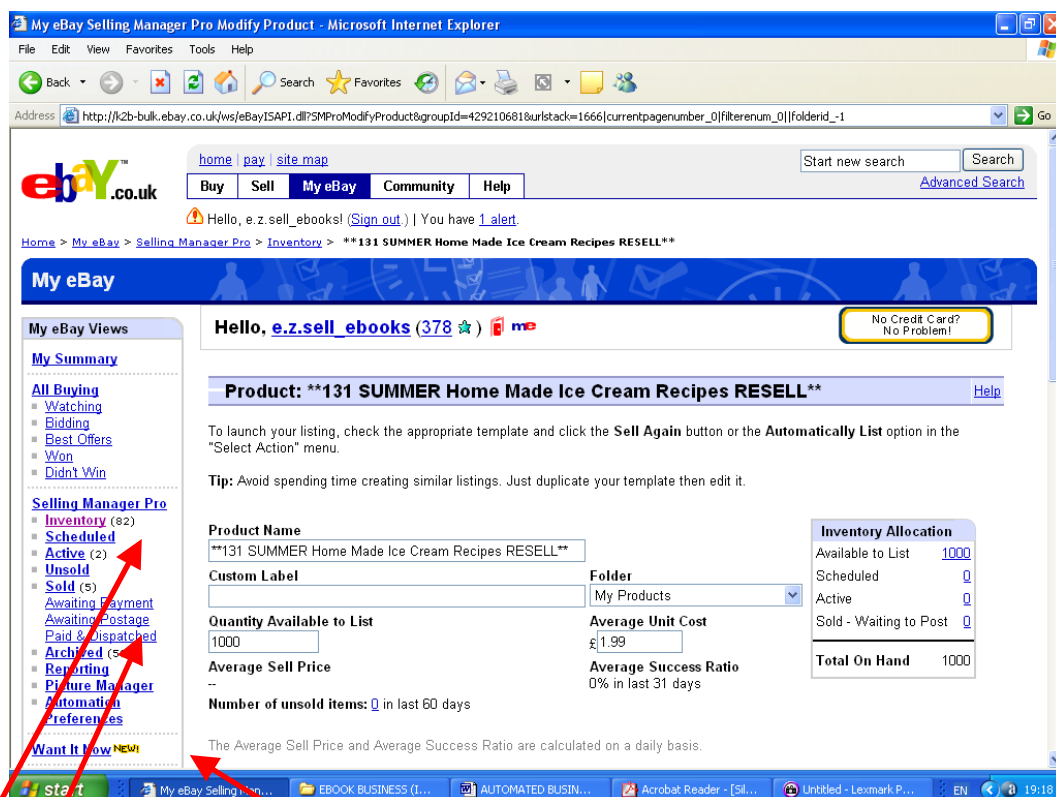 My eBay Selling Manager Pro Modify Product - Microsoft Internet Explorer
File Edit View Favorites Tools Help
Back Search Favorites
Address http://k2b-bulk.ebay.co.uk/ws/eBayISAPI.dll?SMProModifyProduct&groupId=429210681&urlstack=1666|currentpagenumber_0|filterenum_0||folderid_-1 Go
ebay™.co.uk
home | pay | site map
Start new search Search
Buy Sell My eBay Community Help
Advanced Search
Hello, e.z.sell_ebooks! (Sign out.) | You have 1 alert.
Home > My eBay > Selling Manager Pro > Inventory > **131 SUMMER Home Made Ice Cream Recipes RESELL**
My eBay
My eBay Views
My Summary
All Buying
Watching
Bidding
Best Offers
Won
Didn't Win
Selling Manager Pro
Inventory (82)
Scheduled
Active (2)
Unsold
Sold (5)
Awaiting Payment
Awaiting Postage
Paid & Dispatched
Archived
Reporting
Picture Manager
Automation
Preferences
Want It Now NEW!
Hello, e.z.sell_ebooks (378 ) me
No Credit Card?
No Problem!
Product: **131 SUMMER Home Made Ice Cream Recipes RESELL** Help
To launch your listing, check the appropriate template and click the Sell Again button or the Automatically List option in the
"Select Action" menu.
Tip: Avoid spending time creating similar listings. Just duplicate your template then edit it.
Product Name
**131 SUMMER Home Made Ice Cream Recipes RESELL**
Custom Label Folder
My Products
Quantity Available to List Average Unit Cost
1000 £ 1.99
Average Sell Price Average Success Ratio
-- 0% in last 31 days
Number of unsold items: 0 in last 60 days
The Average Sell Price and Average Success Ratio are calculated on a daily basis.
Inventory Allocation
Available to List 1000
Scheduled 0
Active 0
Sold - Waiting to Post 0
Total On Hand 1000
start My eBay Selling Man... EBOOK BUSINESS (I... AUTOMATED BUSIN... Acrobat Reader - [Sil... Untitled - Lexmark P... EN 19:18